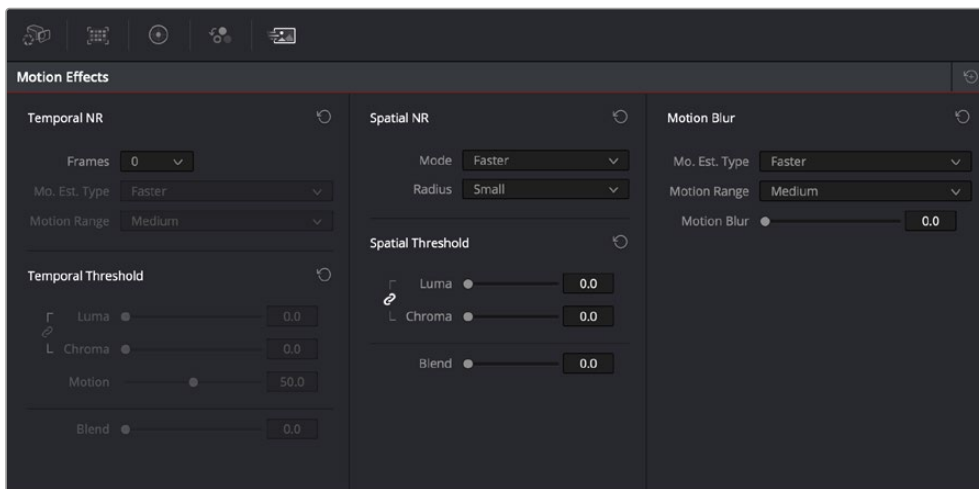 Motion Effects
Temporal NR
Frames 0
Mo. Est. Type Faster
Motion Range Medium
Temporal Threshold
Luma 0.0
Chroma 0.0
Motion 50.0
Blend 0.0
Spatial NR
Mode Faster
Radius Small
Spatial Threshold
Luma 0.0
Chroma 0.0
Blend 0.0
Motion Blur
Mo. Est. Type Faster
Motion Range Medium
Motion Blur 0.0